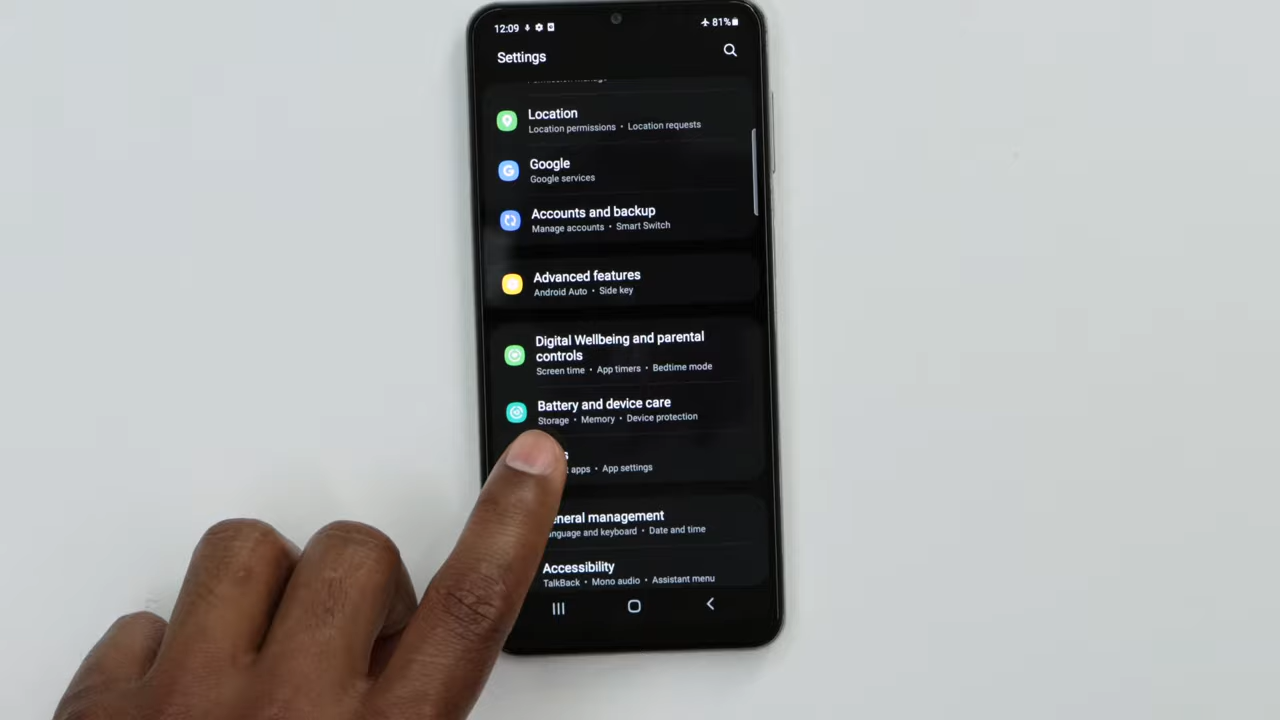 12:09
81%
Settings
Location
Location permissions • Location requests
Google
Google services
Accounts and backup
Manage accounts • Smart Switch
Advanced features
Android Auto • Side key
Digital Wellbeing and parental
controls
Screen time • App timers • Bedtime mode
Battery and device care
Storage • Memory • Device protection
apps • App settings
management
and keyboard • Date and time
Accessibility
TalkBack • Mono audio • Assistant menu